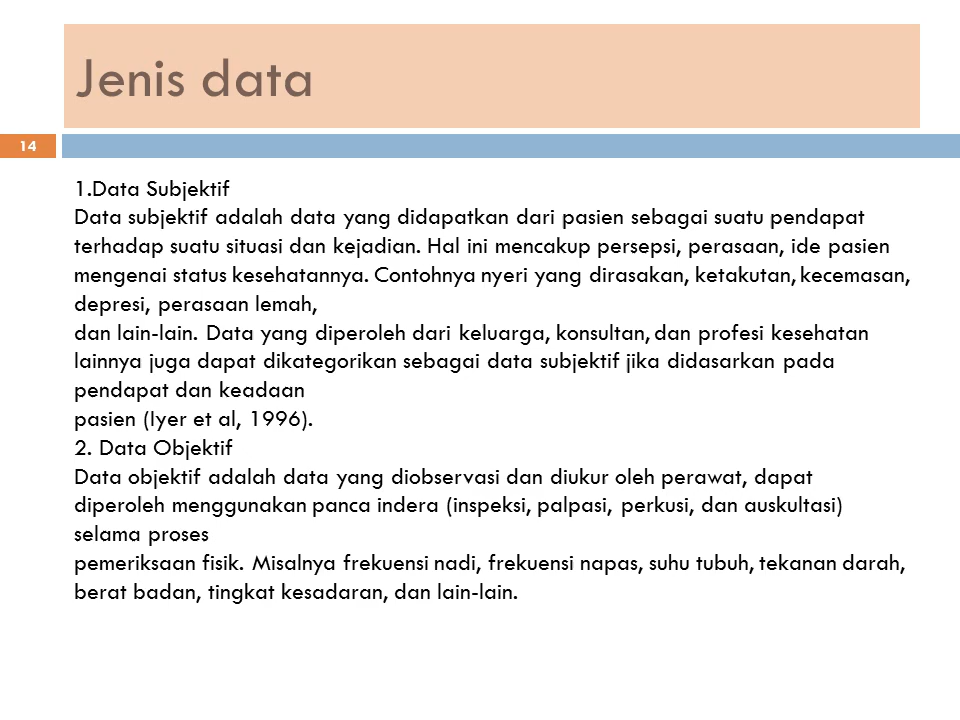 Jenis data
14
1.Data Subjektif
Data subjektif adalah data yang didapatkan dari pasien sebagai suatu pendapat
terhadap suatu situasi dan kejadian. Hal ini mencakup persepsi, perasaan, ide pasien
mengenai status kesehatannya. Contohnya nyeri yang dirasakan, ketakutan, kecemasan,
depresi, perasaan lemah,
dan lain-lain. Data yang diperoleh dari keluarga, konsultan, dan profesi kesehatan
lainnya juga dapat dikategorikan sebagai data subjektif jika didasarkan pada
pendapat dan keadaan
pasien (Iyer et al, 1996).
2. Data Objektif
Data objektif adalah data yang diobservasi dan diukur oleh perawat, dapat
diperoleh menggunakan panca indera (inspeksi, palpasi, perkusi, dan auskultasi)
selama proses
pemeriksaan fisik. Misalnya frekuensi nadi, frekuensi napas, suhu tubuh, tekanan darah,
berat badan, tingkat kesadaran, dan lain-lain.